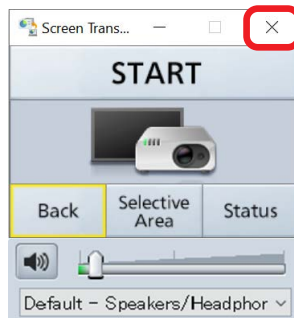 Screen Trans...
START
Back
Selective
Area
Status
Default - Speakers/Headphor